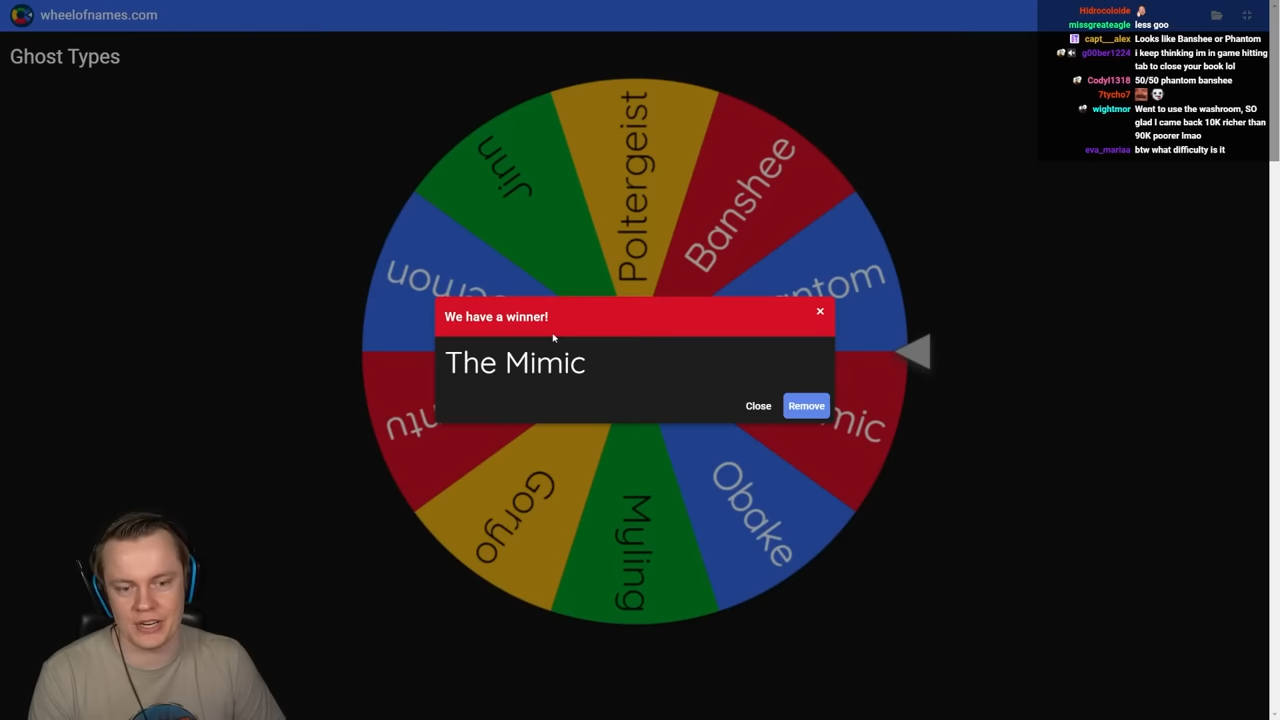 wheelofnames.com
Ghost Types
Hidrocoloide
missgreateagle less goo
capt__alex Looks like Banshee or Phantom
g00ber1224 i keep thinking im in game hitting
tab to close your book lol
Codyl1318 50/50 phantom banshee
7tycho7
wightmor Went to use the washroom, SO
glad I came back 10K richer than
90K poorer lmao
eva_mariaa btw what difficulty is it
Jinn
Poltergeist
Banshee
antom
emon
We have a winner!
The Mimic
Close Remove
ntu
mic
Goryo
Myling
Obake